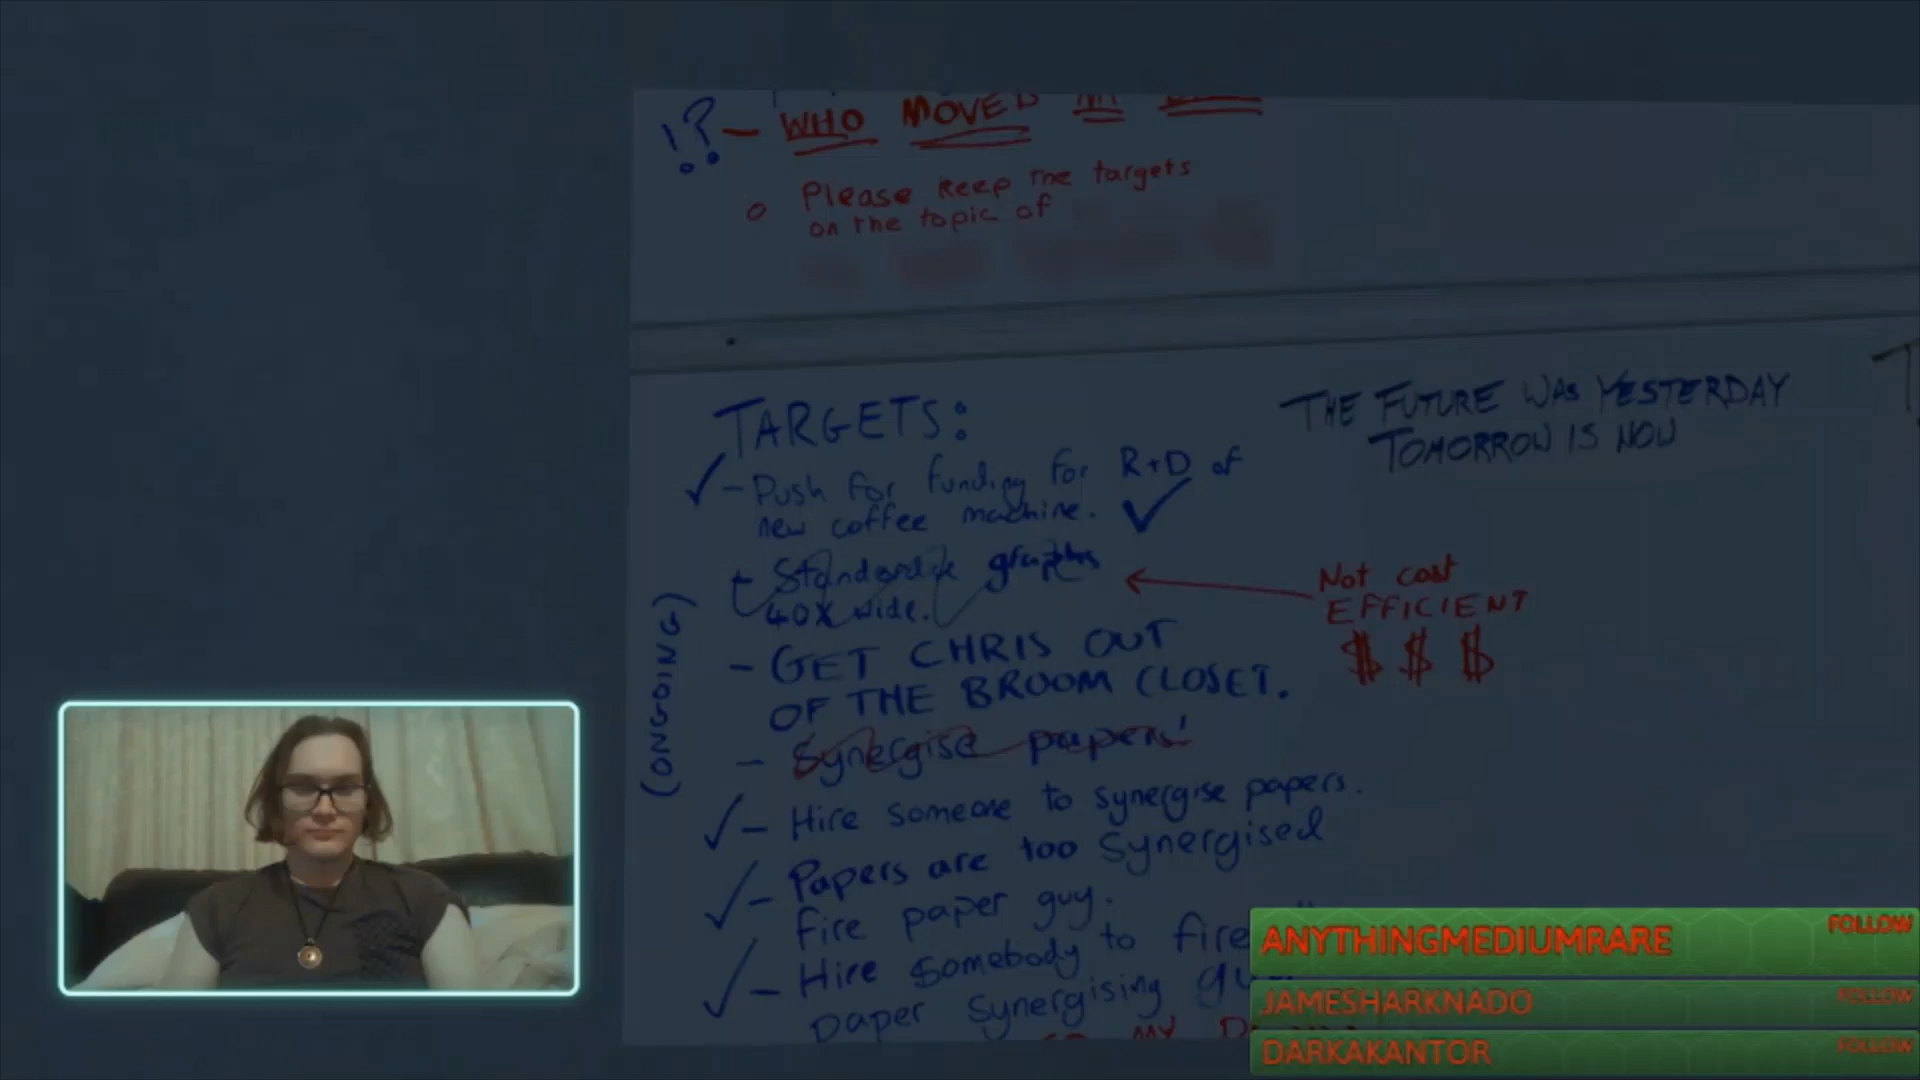 !? - WHO MOVED
o Please keep the targets
on the topic of
TARGETS:
✓ - Push for funding for R+D of
new coffee machine. ✓
- Standardize graphs
40X wide.
Not cost
EFFICIENT
$ $ $
- GET CHRIS OUT
OF THE BROOM CLOSET.
(ONGOING)
- Synergise papers!
✓ - Hire someone to synergise papers.
✓ - Papers are too synergised
fire paper guy.
✓ - Hire somebody to fire
paper synergising
THE FUTURE WAS YESTERDAY
TOMORROW IS NOW
ANYTHINGMEDIUMRARE FOLLOW
JAMESHARKNADO FOLLOW
DARKAKANTOR FOLLOW